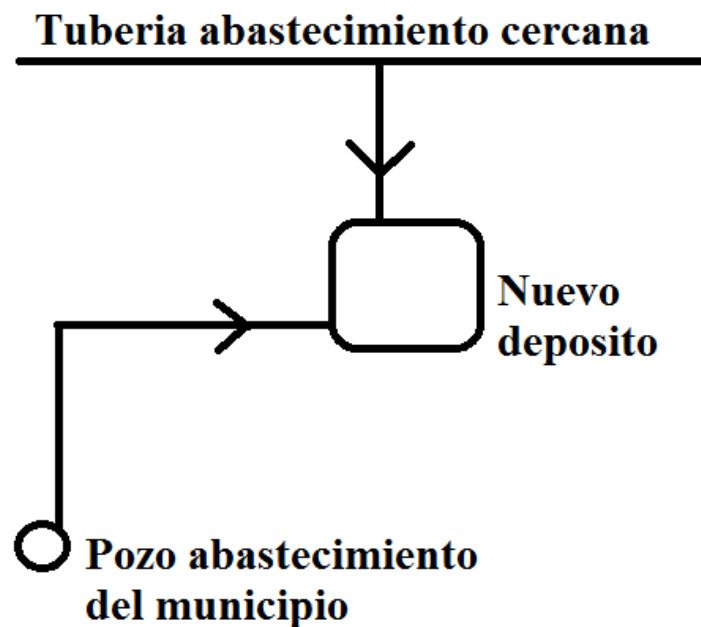 Tuberia abastecimiento cercana
Nuevo
deposito
Pozo abastecimiento
del municipio